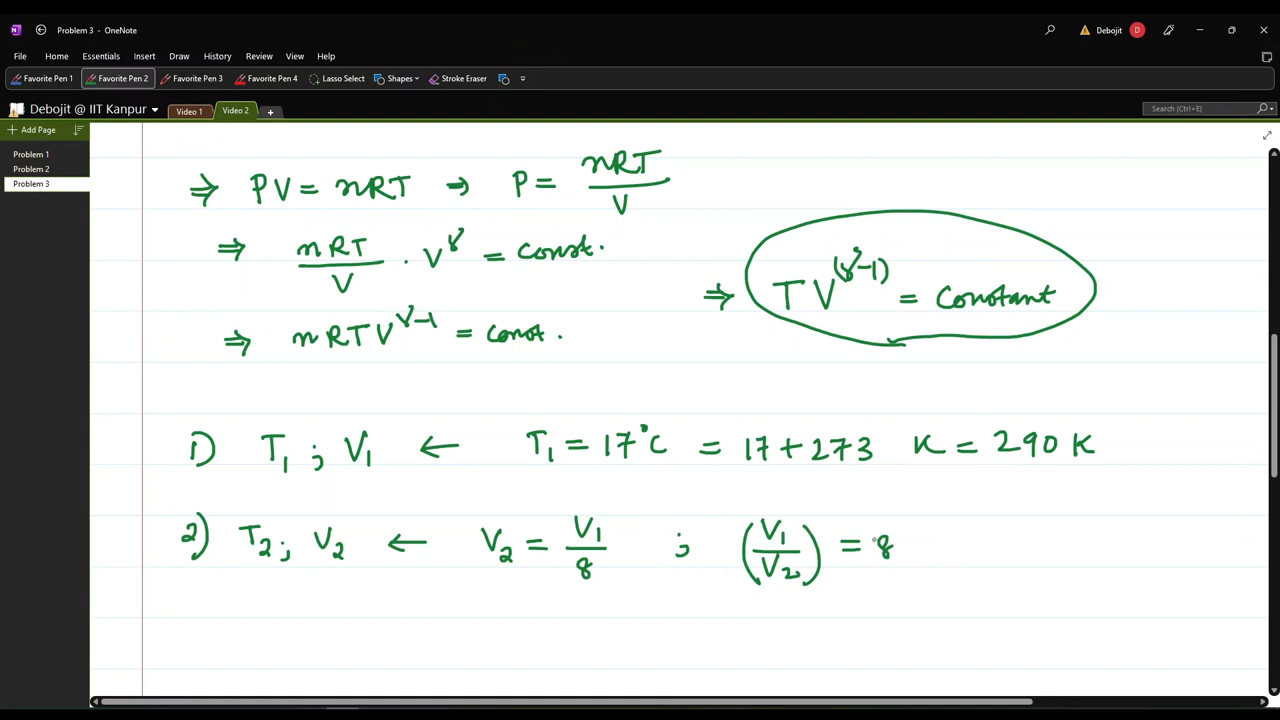 Problem 3 - OneNote
Debojit D
File Home Essentials Insert Draw History Review View Help
Favorite Pen 1 Favorite Pen 2 Favorite Pen 3 Favorite Pen 4 Lasso Select Shapes Stroke Eraser
Debojit @ IIT Kanpur Video 1 Video 2 + Search (Ctrl+E)
+ Add Page
Problem 1
Problem 2
Problem 3
⇒ PV = nRT → P = nRT/V
⇒ nRT/V · V^γ = const.
⇒ nRTV^γ-1 = const.
⇒ TV^(γ-1) = Constant
1) T₁ ; V₁ ← T₁ = 17°C = 17 + 273 K = 290 K
2) T₂ ; V₂ ← V₂ = V₁/8 ; (V₁/V₂) = 8